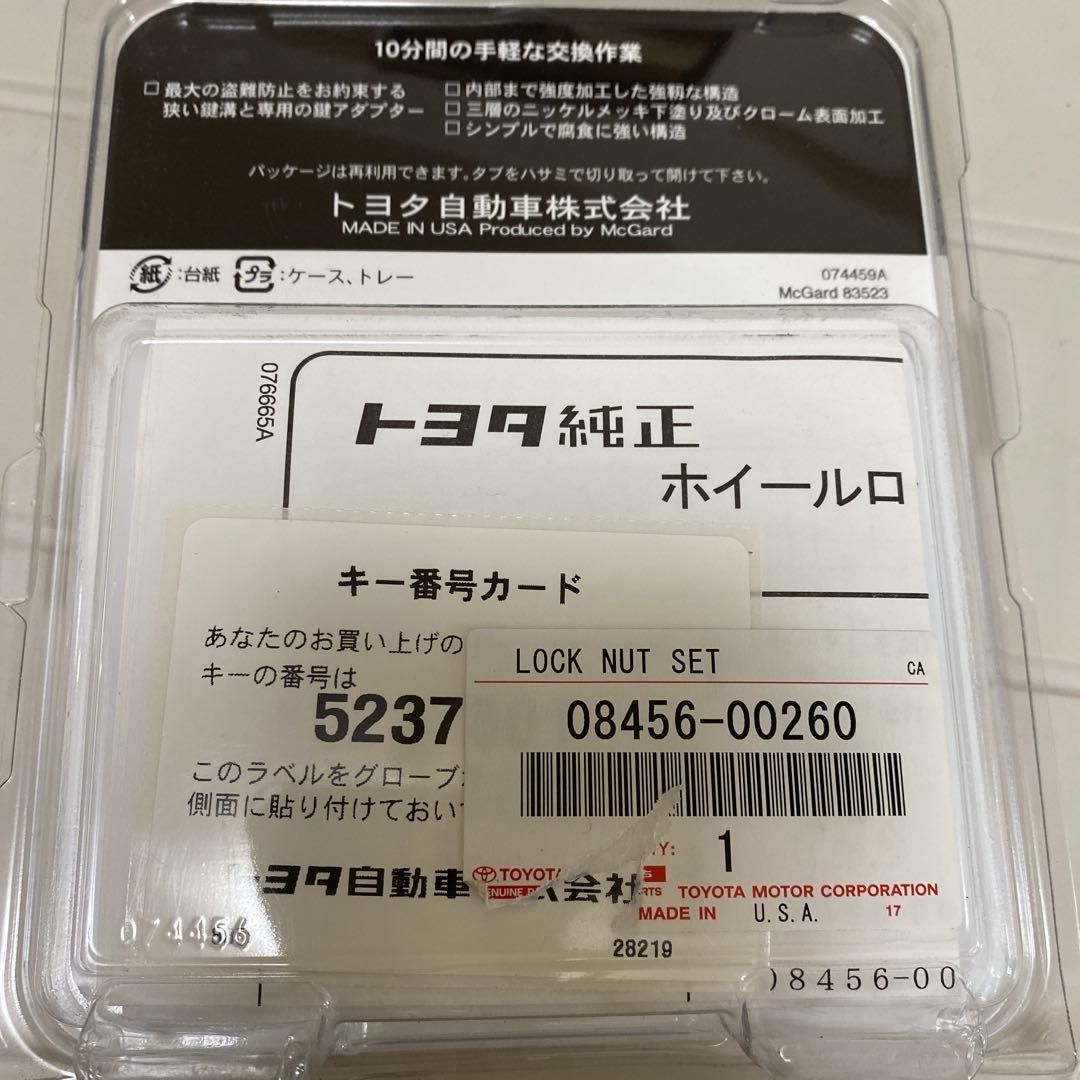 10分間の手軽な交換作業
□ 最大の盗難防止をお約束する
狭い鍵溝と専用の鍵アダプター
□ 内部まで強度加工した強靭な構造
□ 三層のニッケルメッキ下塗り及びクローム表面加工
□ シンプルで腐食に強い構造
パッケージは再利用できます。タブをハサミで切り取って開けて下さい。
トヨタ自動車株式会社
MADE IN USA Produced by McGard
紙:台紙 プラ:ケース、トレー
074459A
McGard 83523
076665A
トヨタ純正
ホイールロ
キー番号カード
あなたのお買い上げの
キーの番号は
5237
このラベルをグローブ
側面に貼り付けておい
ヨタ自動車 式会社
28219
074456
LOCK NUT SET CA
08456-00260
TY: 1
TOYOTA
GENUINE
RTS TOYOTA MOTOR CORPORATION
MADE IN U.S.A. 17
08456-00